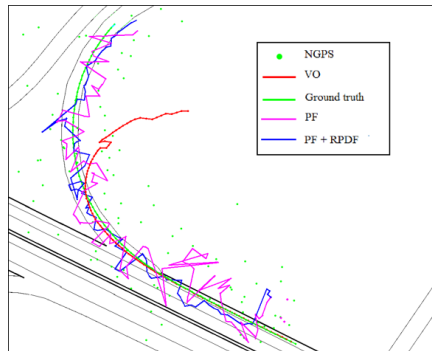 NGPS
VO
Ground truth
PF
PF + RPDF